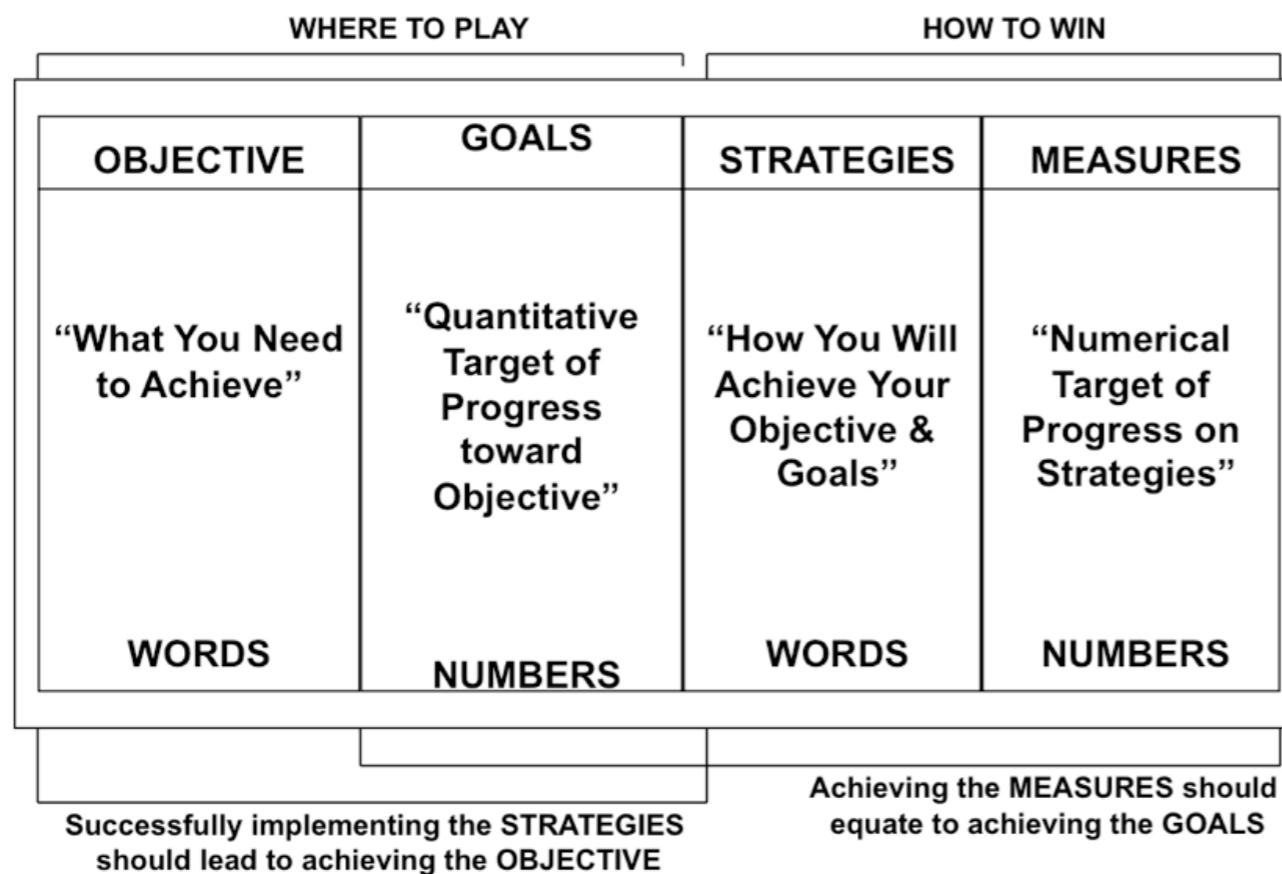 WHERE TO PLAY
HOW TO WIN
OBJECTIVE
GOALS
STRATEGIES
MEASURES
“What You Need
to Achieve”
“Quantitative
Target of
Progress
toward
Objective”
“How You Will
Achieve Your
Objective &
Goals”
“Numerical
Target of
Progress on
Strategies”
WORDS
NUMBERS
WORDS
NUMBERS
Successfully implementing the STRATEGIES
should lead to achieving the OBJECTIVE
Achieving the MEASURES should
equate to achieving the GOALS